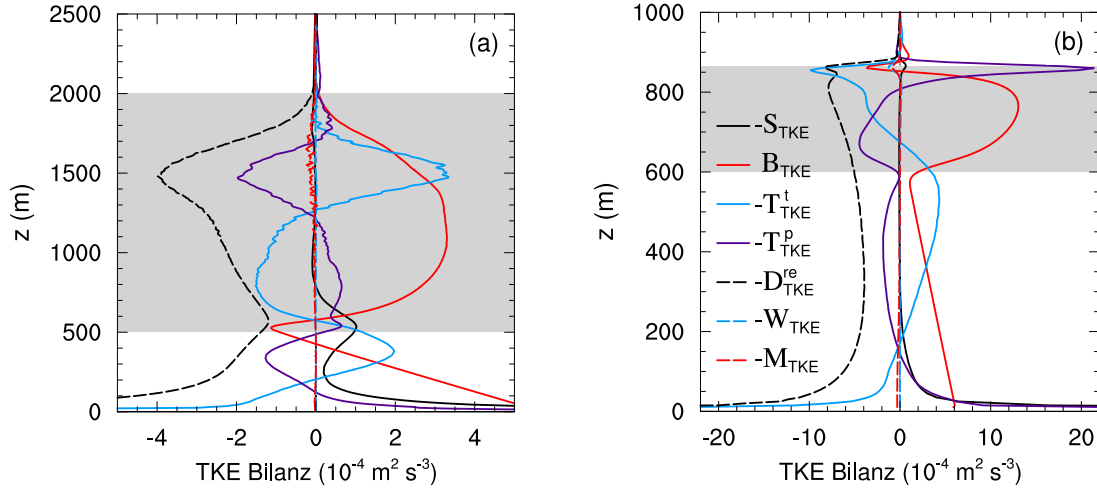 (a)
2500
2000
1500
1000
500
0
z (m)
-4 -2 0 2 4
TKE Bilanz (10⁻⁴ m² s⁻³)
(b)
1000
800
600
400
200
0
z (m)
-S_TKE
B_TKE
-T^t_TKE
-T^p_TKE
-D^re_TKE
-W_TKE
-M_TKE
-20 -10 0 10 20
TKE Bilanz (10⁻⁴ m² s⁻³)